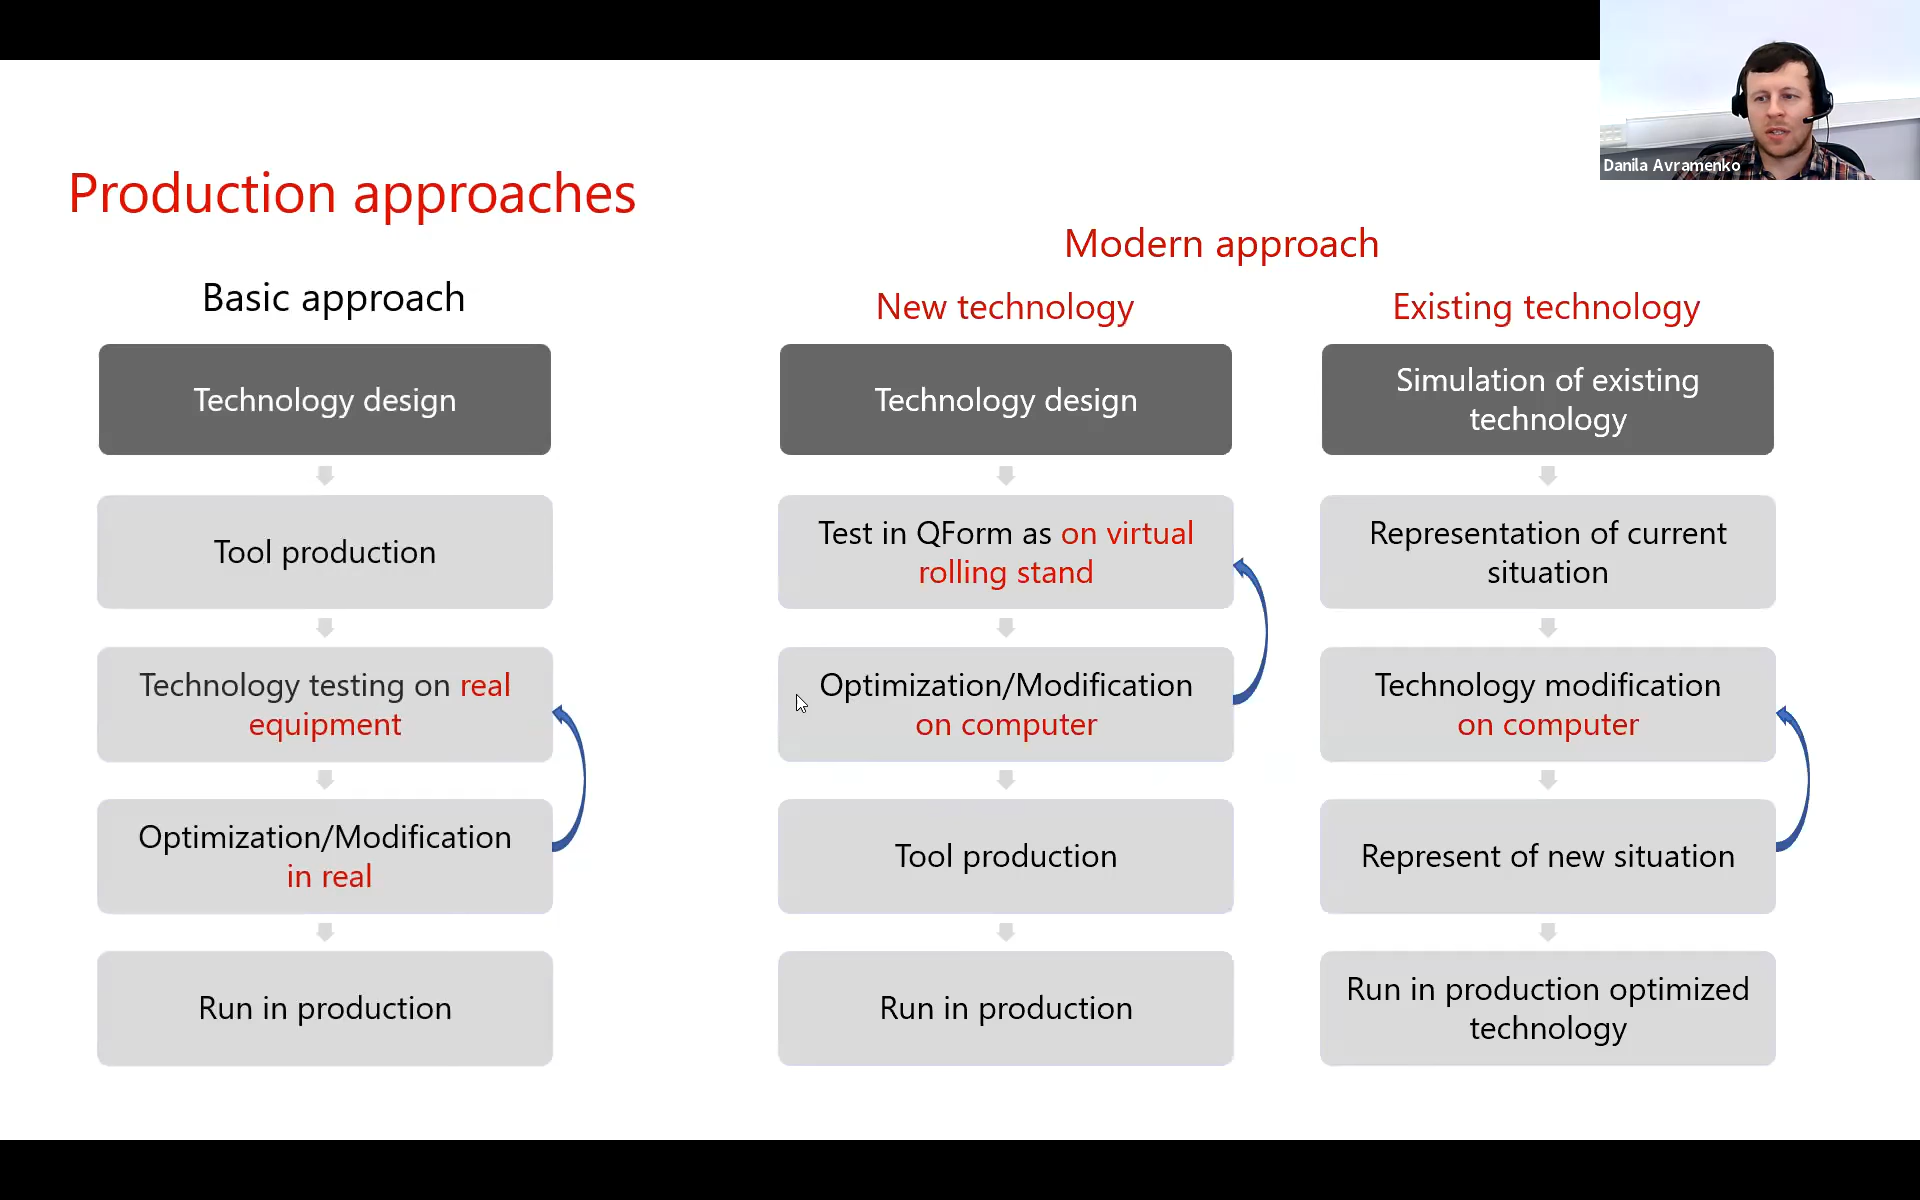 Danila Avramenko
Production approaches
Basic approach
Technology design
Tool production
Technology testing on real
equipment
Optimization/Modification
in real
Run in production
Modern approach
New technology
Technology design
Test in QForm as on virtual
rolling stand
Optimization/Modification
on computer
Tool production
Run in production
Existing technology
Simulation of existing
technology
Representation of current
situation
Technology modification
on computer
Represent of new situation
Run in production optimized
technology